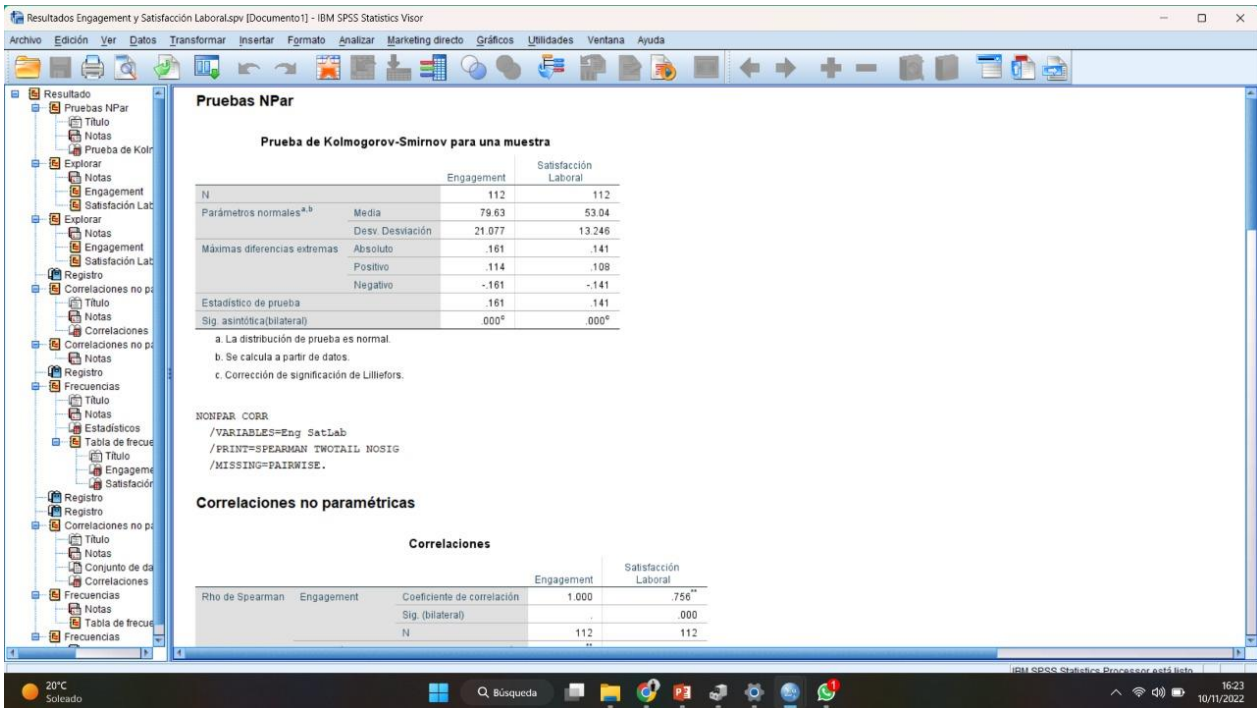 Resultados Engagement y Satisfacción Laboral.spv [Documento1] - IBM SPSS Statistics Visor
Archivo Edición Ver Datos Transformar Insertar Formato Analizar Marketing directo Gráficos Utilidades Ventana Ayuda
Resultado
Pruebas NPar
Título
Notas
Prueba de Kolm
Explorar
Notas
Engagement
Satisfación Lab
Explorar
Notas
Engagement
Satisfación Lab
Registro
Correlaciones no pa
Título
Notas
Correlaciones
Correlaciones no pa
Notas
Registro
Frecuencias
Título
Notas
Estadísticos
Tabla de frecue
Título
Engageme
Satisfación
Registro
Registro
Correlaciones no pa
Título
Notas
Conjunto de da
Correlaciones
Frecuencias
Notas
Tabla de frecue
Frecuencias
Pruebas NPar
Prueba de Kolmogorov-Smirnov para una muestra
Engagement Satisfacción Laboral
N 112 112
Parámetros normales a,b Media 79.63 53.04
Desv. Desviación 21.077 13.246
Máximas diferencias extremas Absoluto .161 .141
Positivo .114 .108
Negativo -.161 -.141
Estadístico de prueba .161 .141
Sig. asintótica(bilateral) .000c .000c
a. La distribución de prueba es normal.
b. Se calcula a partir de datos.
c. Corrección de significación de Lilliefors.
NONPAR CORR
/VARIABLES=Eng SatLab
/PRINT=SPEARMAN TWOTAIL NOSIG
/MISSING=PAIRWISE.
Correlaciones no paramétricas
Correlaciones
Engagement Satisfacción Laboral
Rho de Spearman Engagement Coeficiente de correlación 1.000 .756**
Sig. (bilateral) . .000
N 112 112
**
IBM SPSS Statistics Processor está listo
20°C
Soleado
Búsqueda
1
16:23
10/11/2022